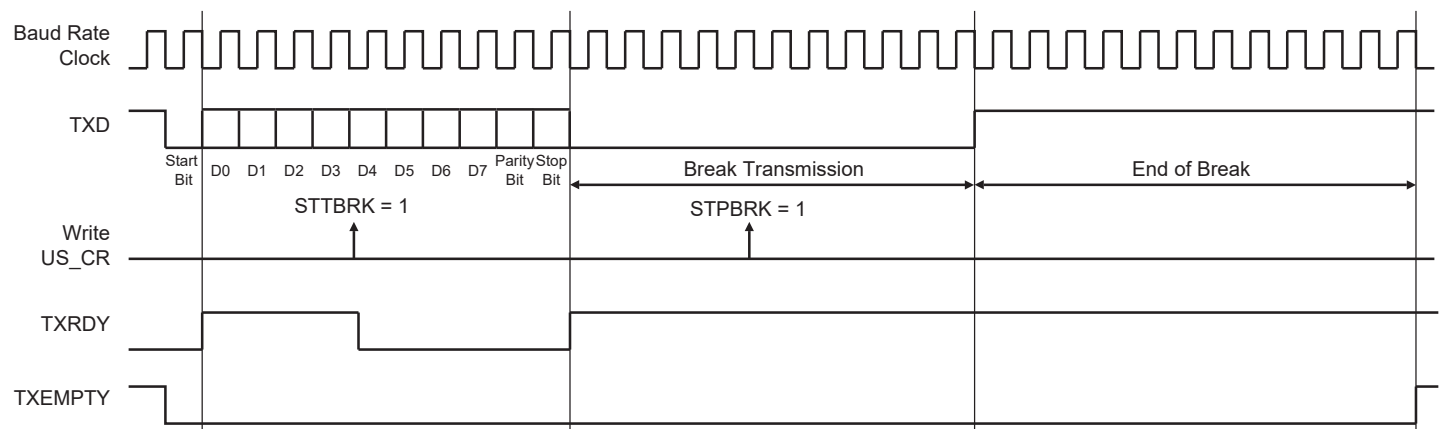 Baud Rate
Clock
TXD
Start
Bit
D0 D1 D2 D3 D4 D5 D6 D7
Parity
Bit
Stop
Bit
Break Transmission
End of Break
STTBRK = 1
STPBRK = 1
Write
US_CR
TXRDY
TXEMPTY